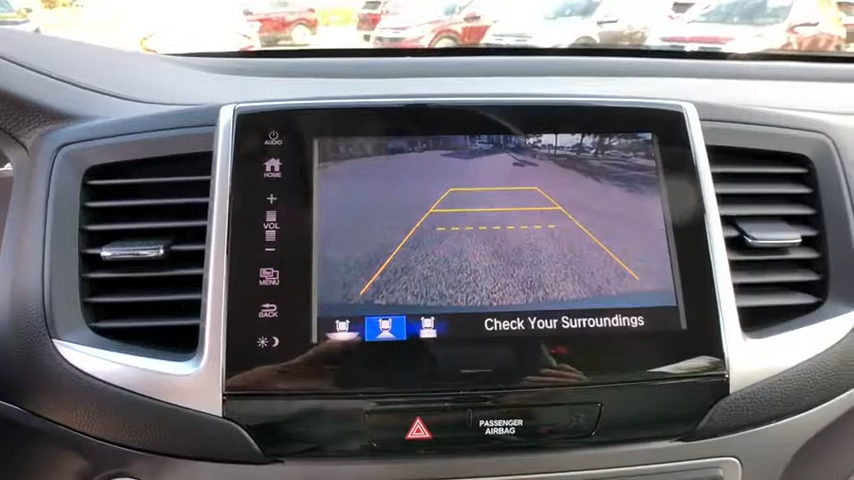 AUDIO
HOME
+
VOL
-
MENU
BACK
Check Your Surroundings
PASSENGER
AIRBAG